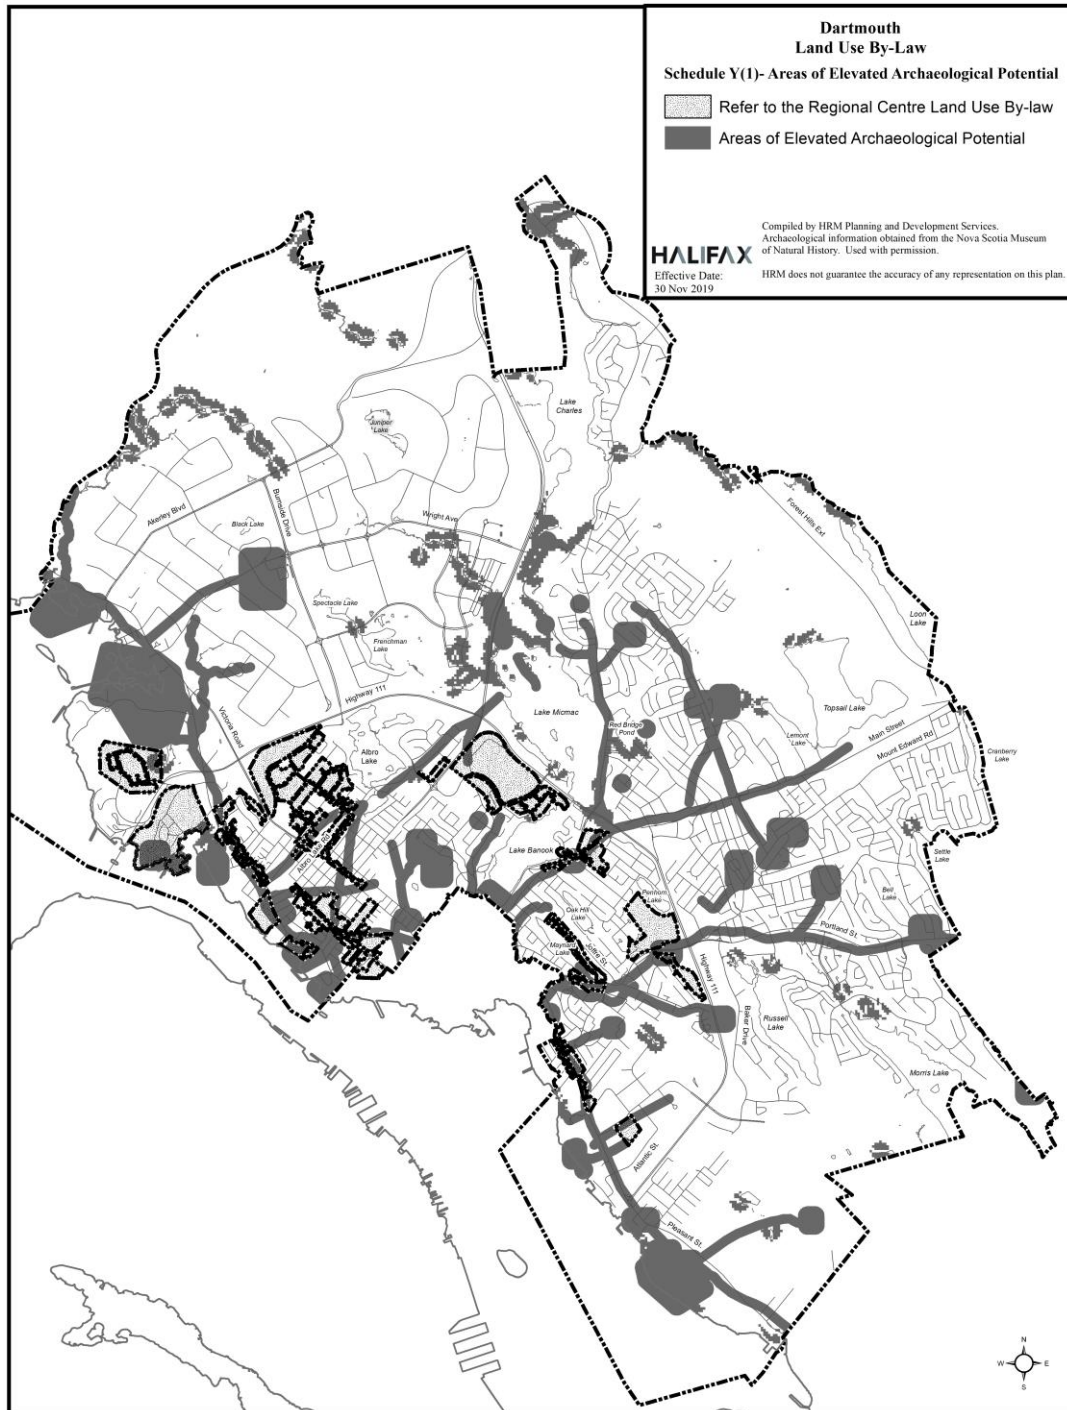 Dartmouth
Land Use By-Law
Schedule Y(1)- Areas of Elevated Archaeological Potential
Refer to the Regional Centre Land Use By-law
Areas of Elevated Archaeological Potential
HALIFAX
Effective Date:
30 Nov 2019
Compiled by HRM Planning and Development Services.
Archaeological information obtained from the Nova Scotia Museum
of Natural History. Used with permission.
HRM does not guarantee the accuracy of any representation on this plan.
Lake
Charles
Juniper
Lake
Akerley Blvd
Burnside Drive
Black Lake
Wright Ave
Forest Hills Ext
Spectacle Lake
Frenchman
Lake
Loon
Lake
Highway 111
Victoria Road
Lake Micmac
Red Bridge
Pond
Topsail Lake
Lemont
Lake
Main Street
Mount Edward Rd
Cranberry
Lake
Albro
Lake
Albro Lake Rd
Lake Banook
Settle
Lake
Penhorn
Lake
Bell
Lake
Oak Hill
Lake
Maynard
Lake
Joffre St.
Portland St.
Highway 111
Baker Drive
Russell
Lake
Morris Lake
Atlantic St.
Pleasant St.
N
W
E
S